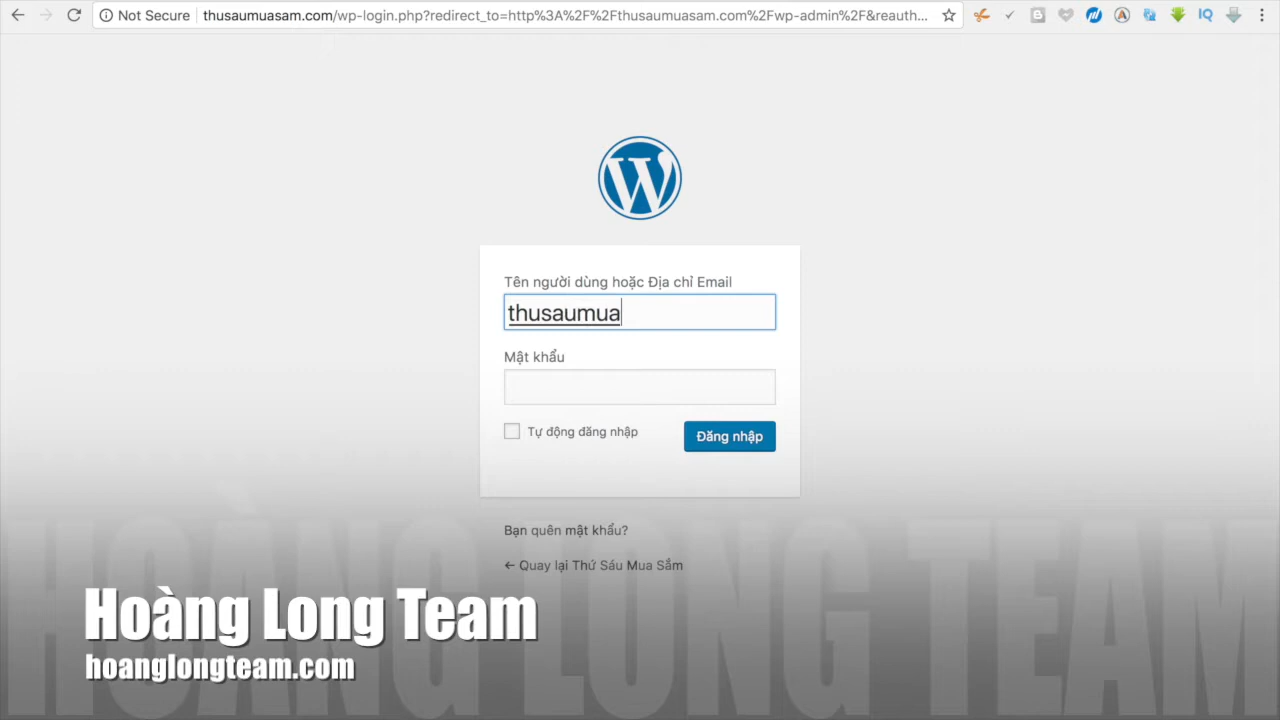 Not Secure
thusaumuasam.com/wp-login.php?redirect_to=http%3A%2F%2Fthusaumuasam.com%2Fwp-admin%2F&reauth...
IQ
Tên người dùng hoặc Địa chỉ Email
thusaumua
Mật khẩu
Tự động đăng nhập
Đăng nhập
Bạn quên mật khẩu?
← Quay lại Thứ Sáu Mua Sắm
HOÀNG LONG TEAM
Hoàng Long Team
hoanglongteam.com